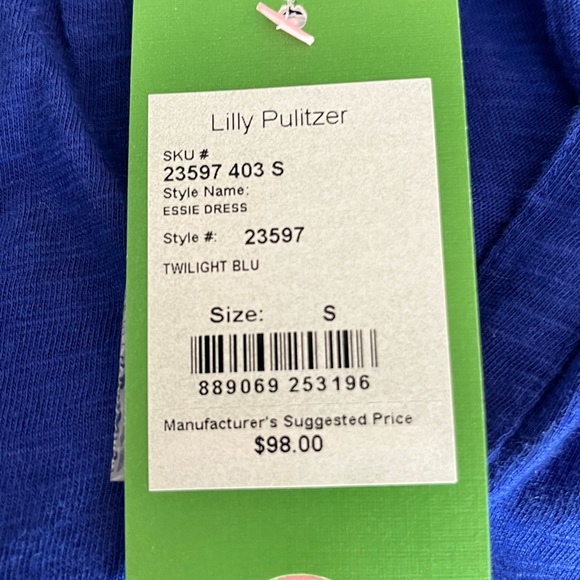 Lilly Pulitzer
SKU #
23597 403 S
Style Name:
ESSIE DRESS
Style #: 23597
TWILIGHT BLU
Size: S
889069 253196
Manufacturer's Suggested Price
$98.00